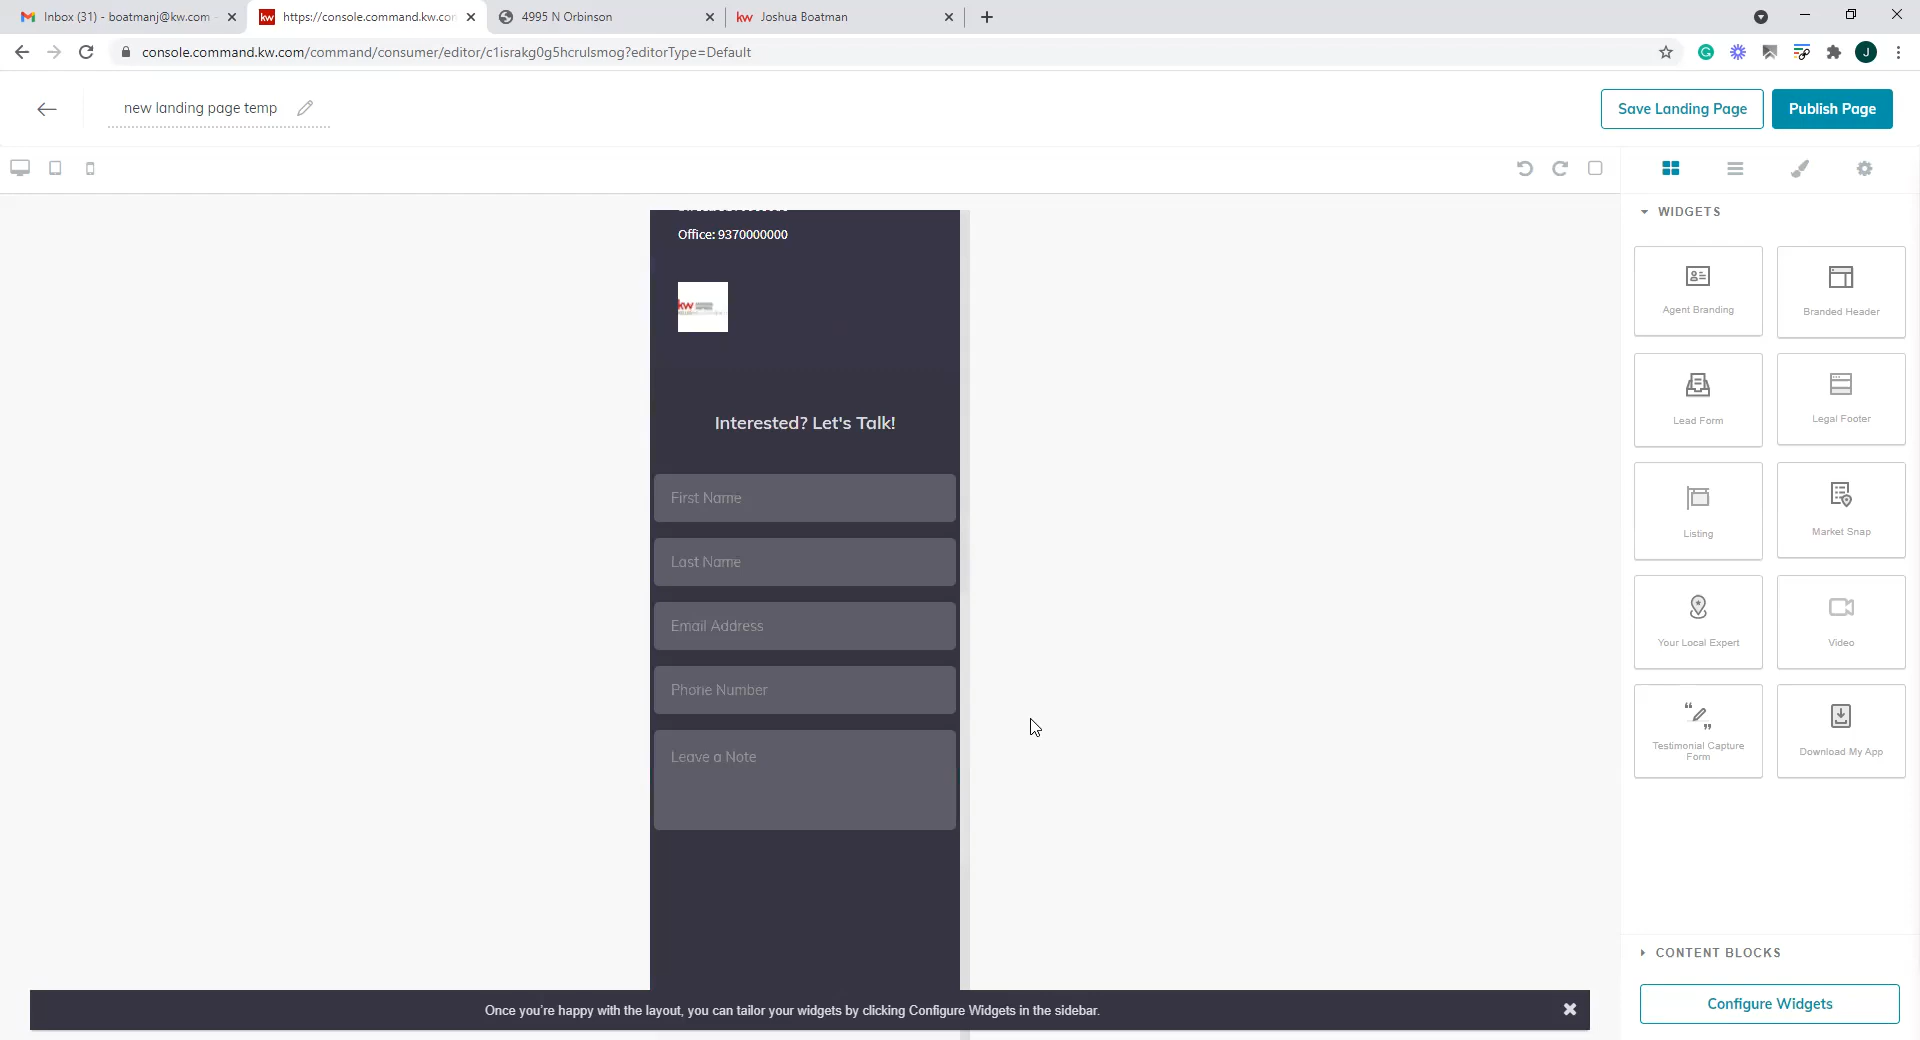 Inbox (31) - boatmanj@kw.com
https://console.command.kw.con
4995 N Orbinson
kw Joshua Boatman
console.command.kw.com/command/consumer/editor/c1israkg0g5hcrulsmog?editorType=Default
J
new landing page temp
Save Landing Page
Publish Page
WIDGETS
Office: 9370000000
kw
Interested? Let's Talk!
First Name
Last Name
Email Address
Phone Number
Leave a Note
Agent Branding
Branded Header
Lead Form
Legal Footer
Listing
Market Snap
Your Local Expert
Video
Testimonial Capture
Form
Download My App
CONTENT BLOCKS
Configure Widgets
Once you're happy with the layout, you can tailor your widgets by clicking Configure Widgets in the sidebar.